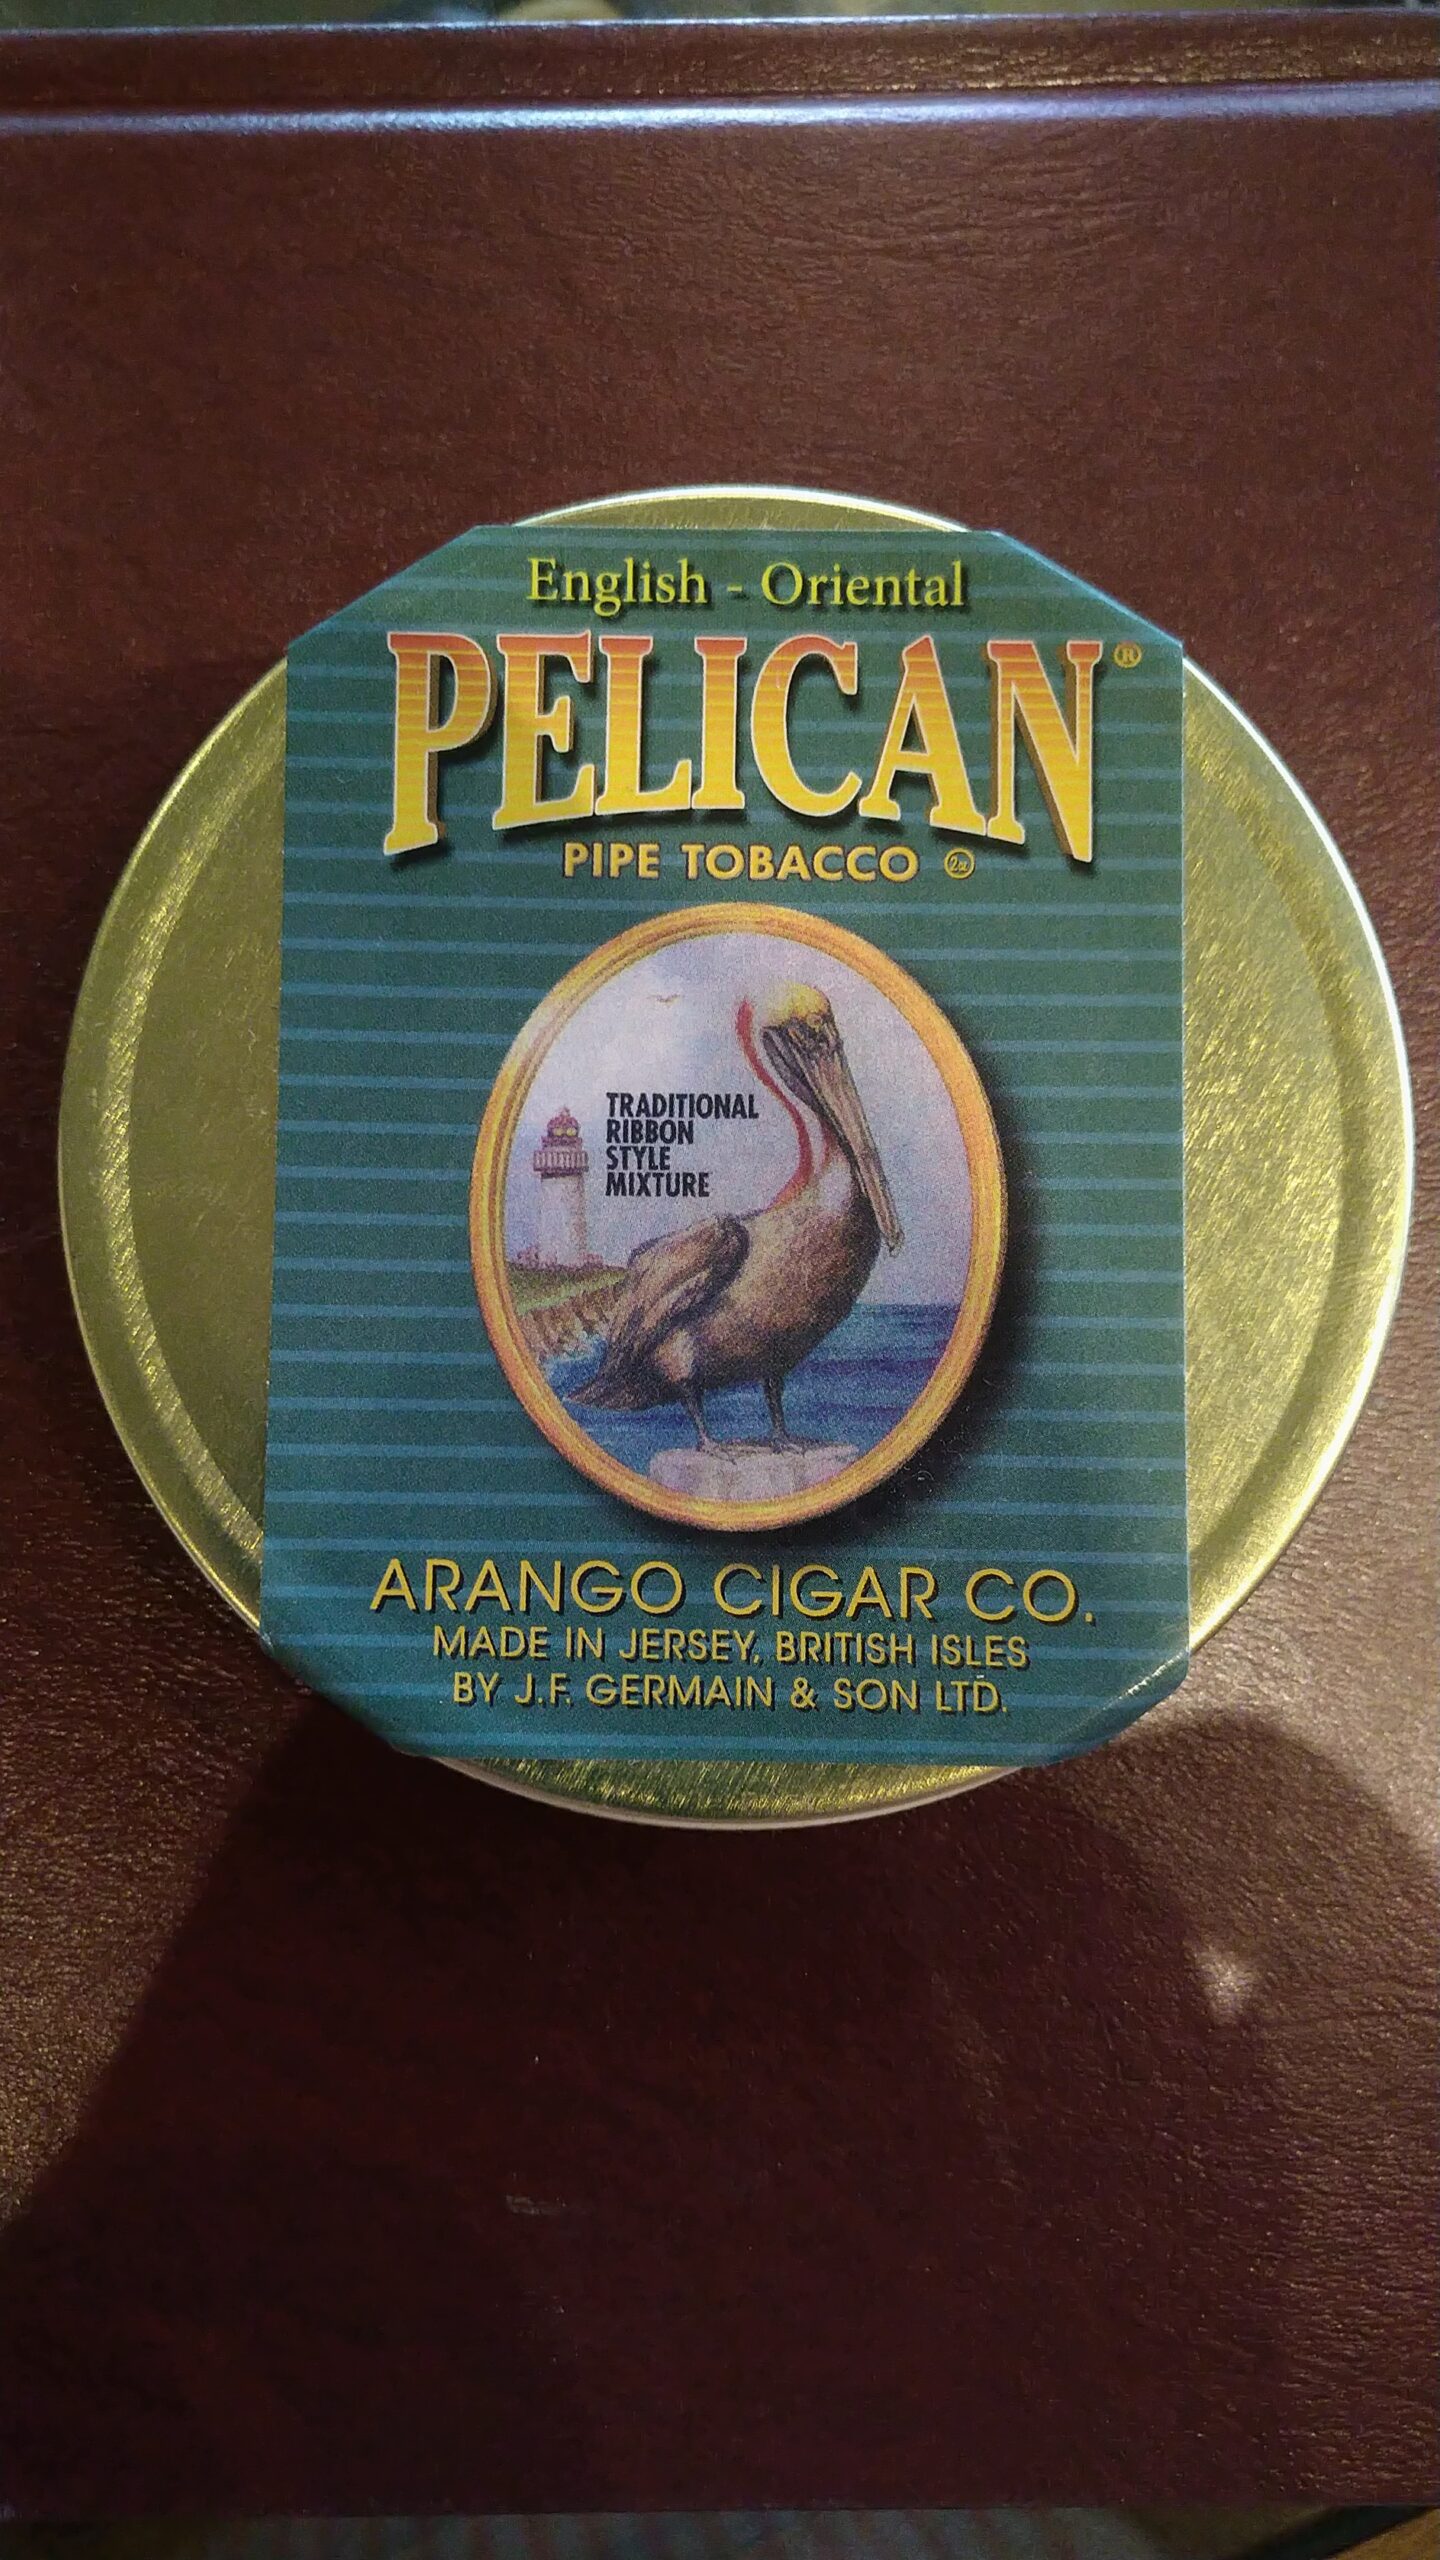 English - Oriental
PELICAN®
PIPE TOBACCO
TRADITIONAL
RIBBON
STYLE
MIXTURE
ARANGO CIGAR CO.
MADE IN JERSEY, BRITISH ISLES
BY J.F. GERMAIN & SON LTD.